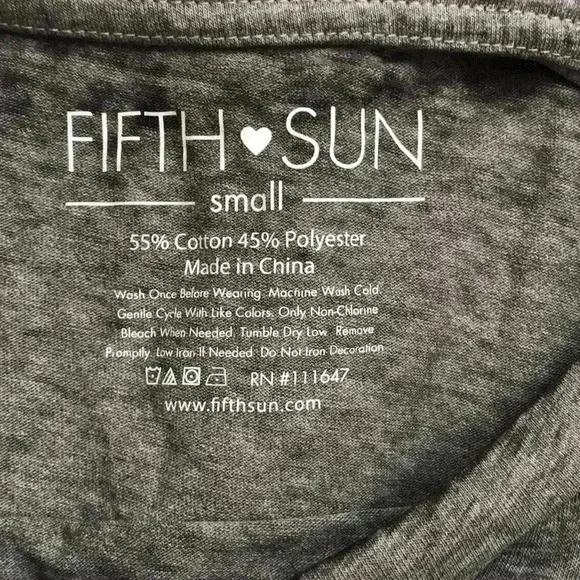 FIFTH ♥ SUN
small
55% Cotton 45% Polyester
Made in China
Wash Once Before Wearing. Machine Wash Cold.
Gentle Cycle With Like Colors. Only Non-Chlorine
Bleach When Needed. Tumble Dry Low. Remove
Promptly. Low Iron If Needed. Do Not Iron Decoration
RN #111647
www.fifthsun.com